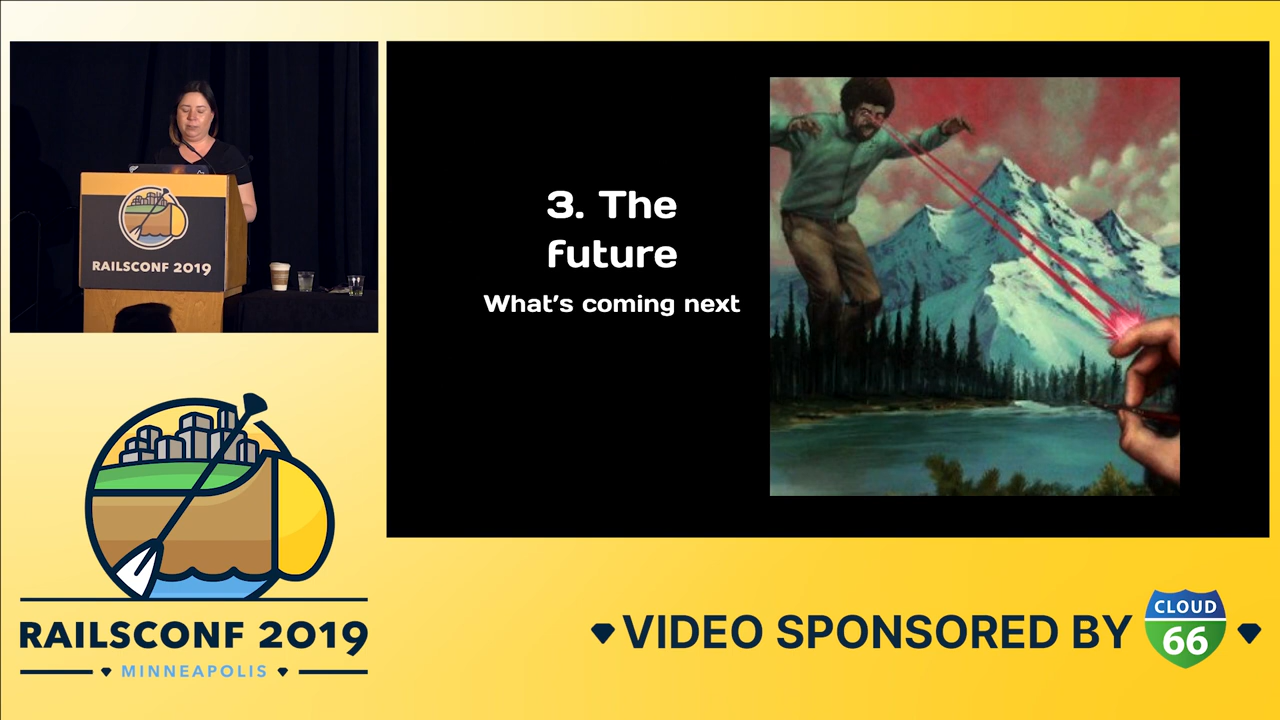 RAILSCONF 2019
3. The
future
What's coming next
RAILSCONF 2019
MINNEAPOLIS
VIDEO SPONSORED BY
CLOUD
66